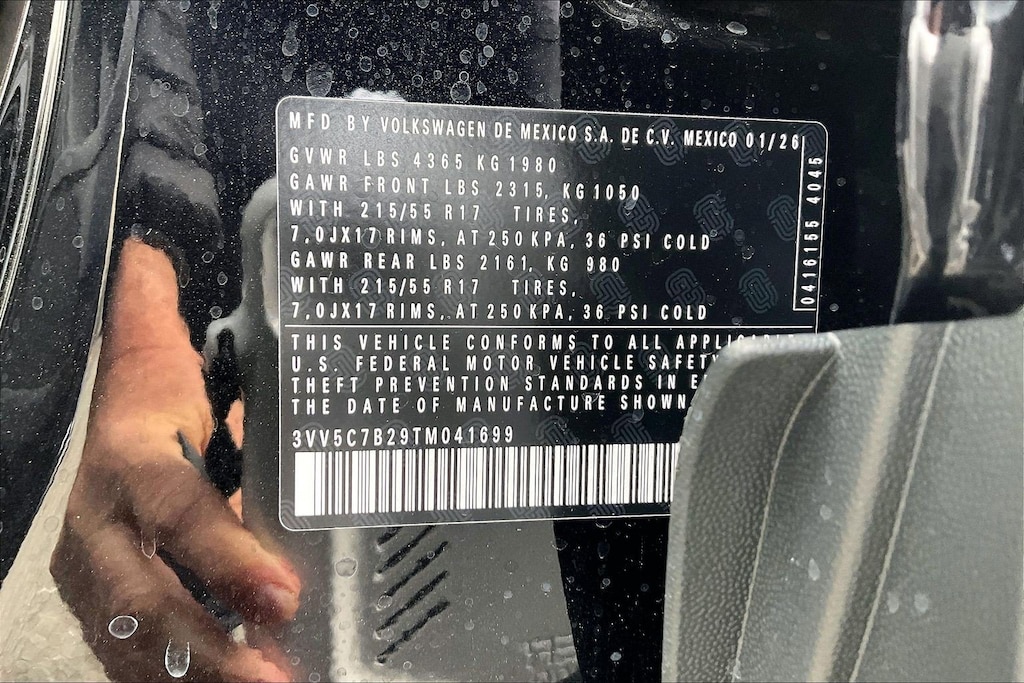 MFD BY VOLKSWAGEN DE MEXICO S.A. DE C.V. MEXICO 01/26
GVWR LBS 4365 KG 1980
GAWR FRONT LBS 2315, KG 1050
WITH 215/55 R17 TIRES,
7,0JX17 RIMS, AT 250 KPA, 36 PSI COLD
GAWR REAR LBS 2161, KG 980
WITH 215/55 R17 TIRES,
7,0JX17 RIMS, AT 250 KPA, 36 PSI COLD
0416155 4045
THIS VEHICLE CONFORMS TO ALL
U.S. FEDERAL MOTOR VEHICLE SAFETY
THEFT PREVENTION STANDARDS IN
THE DATE OF MANUFACTURE SHOWN
3VV5C7B29TM041699